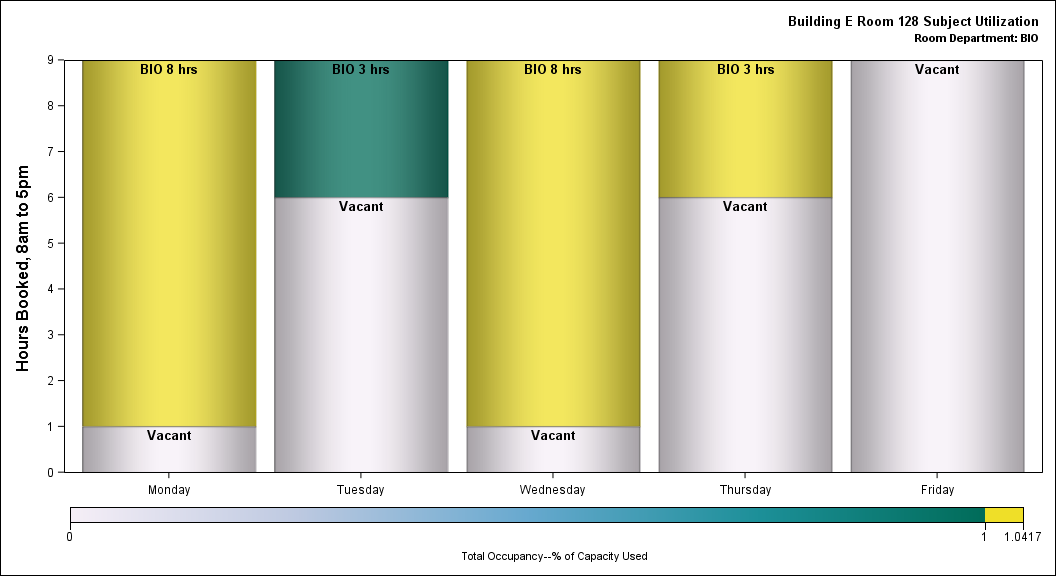 Building E Room 128 Subject Utilization
Room Department: BIO
Hours Booked, 8am to 5pm
9
8
7
6
5
4
3
2
1
0
BIO 8 hrs
BIO 3 hrs
BIO 8 hrs
BIO 3 hrs
Vacant
Vacant
Vacant
Vacant
Vacant
Monday
Tuesday
Wednesday
Thursday
Friday
0
1
1.0417
Total Occupancy--% of Capacity Used